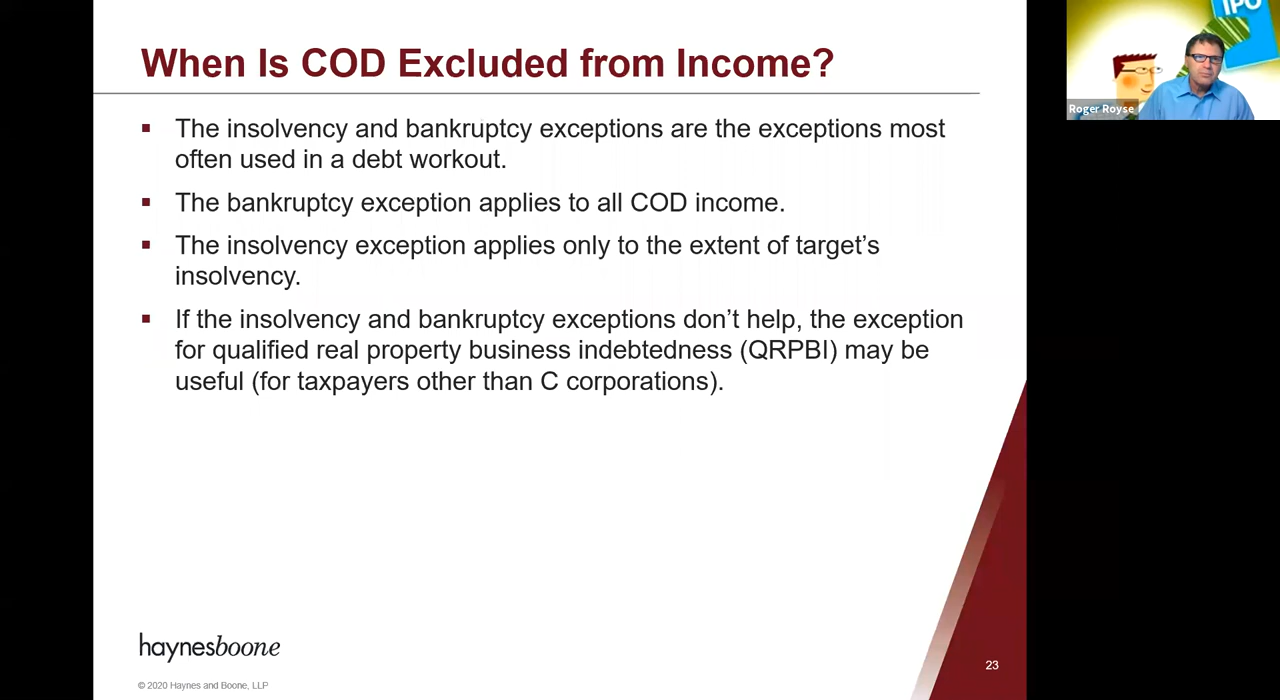 When Is COD Excluded from Income?
The insolvency and bankruptcy exceptions are the exceptions most
often used in a debt workout.
The bankruptcy exception applies to all COD income.
The insolvency exception applies only to the extent of target’s
insolvency.
If the insolvency and bankruptcy exceptions don’t help, the exception
for qualified real property business indebtedness (QRPBI) may be
useful (for taxpayers other than C corporations).
haynesboone
© 2020 Haynes and Boone, LLP
23
IPO
Roger Royse